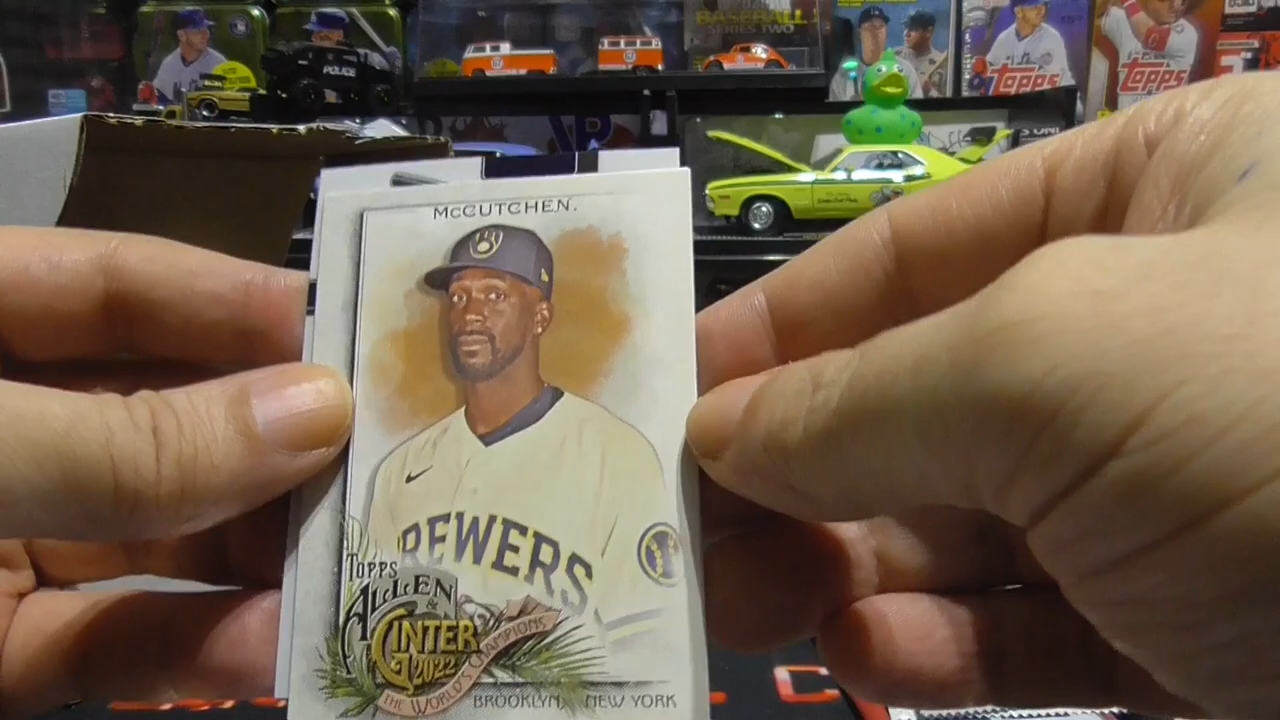 BASEBALL
SERIES TWO
POLICE
TOPPS
TOPPS
McCUTCHEN.
BREWERS
TOPPS
ALLEN
&
GINTER
2022
THE WORLD'S CHAMPIONS
BROOKLYN, NEW YORK